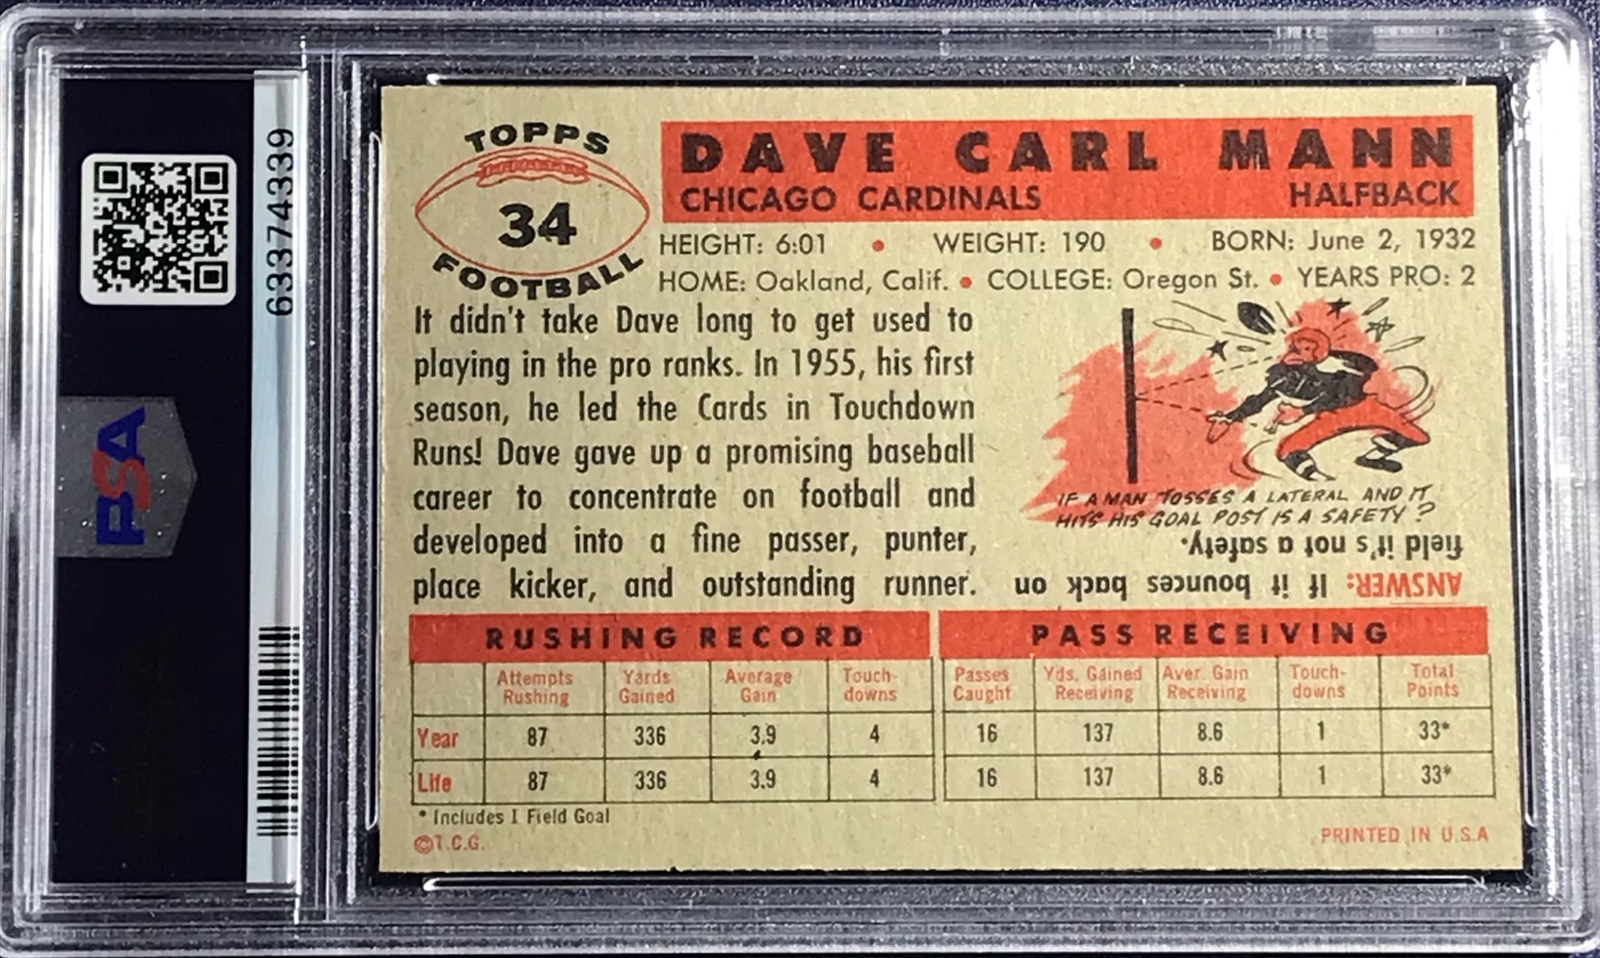 PSA
63374339
TOPPS
34
FOOTBALL
DAVE CARL MANN
CHICAGO CARDINALS HALFBACK
HEIGHT: 6:01 • WEIGHT: 190 • BORN: June 2, 1932
HOME: Oakland, Calif. • COLLEGE: Oregon St. • YEARS PRO: 2
It didn't take Dave long to get used to
playing in the pro ranks. In 1955, his first
season, he led the Cards in Touchdown
Runs! Dave gave up a promising baseball
career to concentrate on football and
developed into a fine passer, punter,
place kicker, and outstanding runner.
IF A MAN TOSSES A LATERAL AND IT
HITS HIS GOAL POST IS A SAFETY?
ANSWER: If it bounces back on
field it's not a safety.
RUSHING RECORD
Attempts Rushing Yards Gained Average Gain Touch-downs
Year 87 336 3.9 4
Life 87 336 3.9 4
PASS RECEIVING
Passes Caught Yds. Gained Receiving Aver. Gain Receiving Touch-downs Total Points
16 137 8.6 1 33*
16 137 8.6 1 33*
* Includes 1 Field Goal
©T.C.G.
PRINTED IN U.S.A